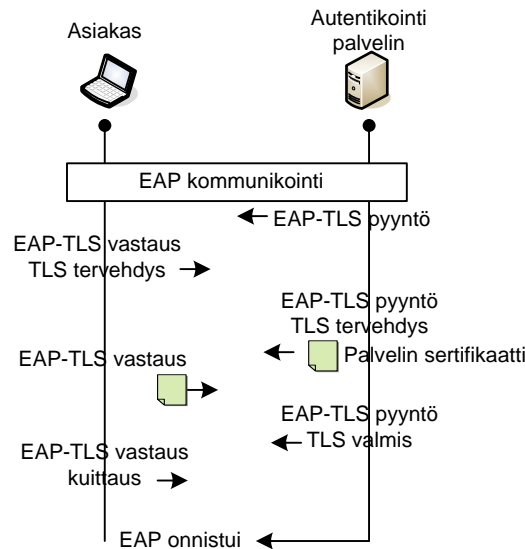 Asiakas
Autentikointi
palvelin
EAP kommunikointi
EAP-TLS pyyntö
EAP-TLS vastaus
TLS tervehdys
EAP-TLS pyyntö
TLS tervehdys
Palvelin sertifikaatti
EAP-TLS vastaus
EAP-TLS pyyntö
TLS valmis
EAP-TLS vastaus
kuittaus
EAP onnistui